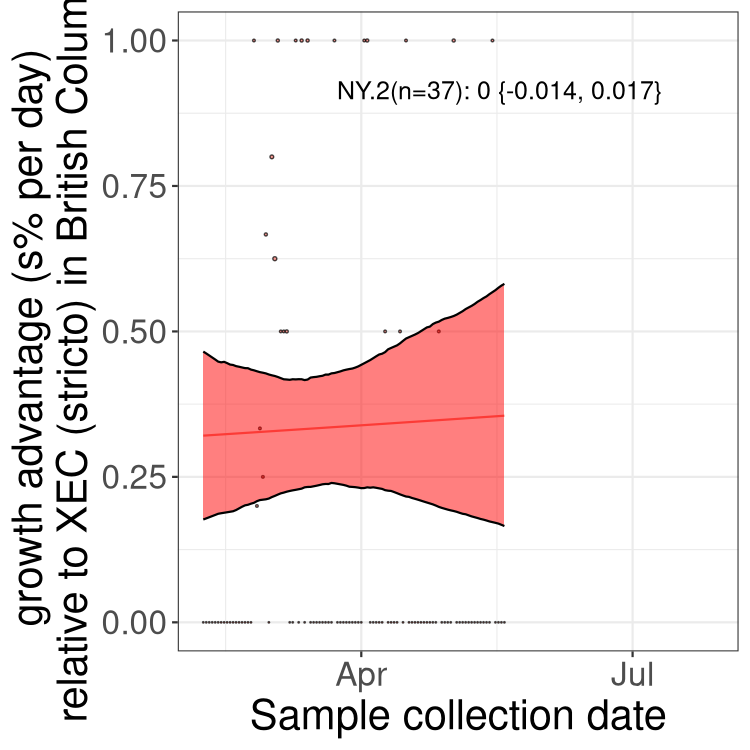 growth advantage (s% per day)
relative to XEC (stricto) in British Colum
1.00
0.75
0.50
0.25
0.00
NY.2(n=37): 0 {-0.014, 0.017}
Apr
Jul
Sample collection date